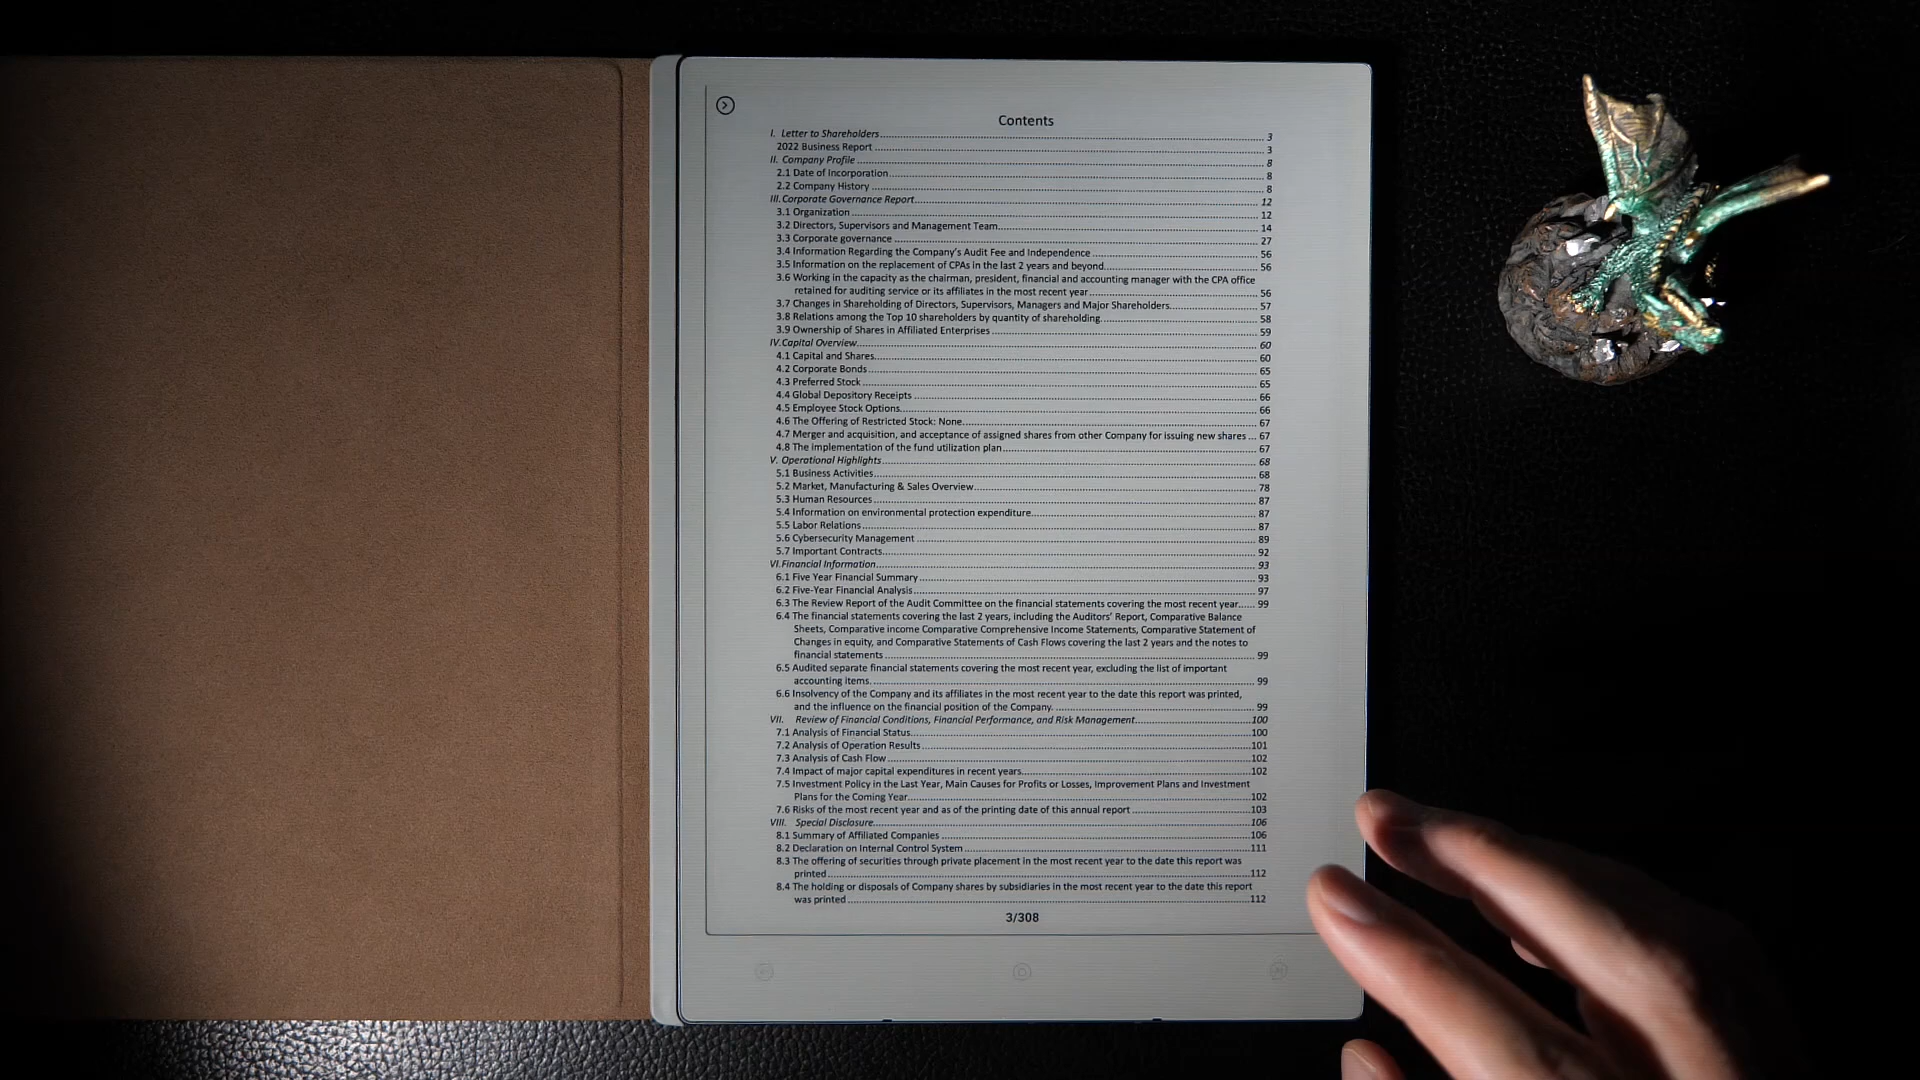 Contents
I. Letter to Shareholders 3
2022 Business Report 3
II. Company Profile 8
2.1 Date of Incorporation 8
2.2 Company History 8
III. Corporate Governance Report 12
3.1 Organization 12
3.2 Directors, Supervisors and Management Team 14
3.3 Corporate governance 27
3.4 Information Regarding the Company's Audit Fee and Independence 56
3.5 Information on the replacement of CPAs in the last 2 years and beyond 56
3.6 Working in the capacity as the chairman, president, financial and accounting manager with the CPA office
retained for auditing service or its affiliates in the most recent year 56
3.7 Changes in Shareholding of Directors, Supervisors, Managers and Major Shareholders 57
3.8 Relations among the Top 10 shareholders by quantity of shareholding 58
3.9 Ownership of Shares in Affiliated Enterprises 59
IV. Capital Overview 60
4.1 Capital and Shares 60
4.2 Corporate Bonds 65
4.3 Preferred Stock 65
4.4 Global Depository Receipts 66
4.5 Employee Stock Options 66
4.6 The Offering of Restricted Stock: None 67
4.7 Merger and acquisition, and acceptance of assigned shares from other Company for issuing new shares ... 67
4.8 The implementation of the fund utilization plan 67
V. Operational Highlights 68
5.1 Business Activities 68
5.2 Market, Manufacturing & Sales Overview 78
5.3 Human Resources 87
5.4 Information on environmental protection expenditure 87
5.5 Labor Relations 87
5.6 Cybersecurity Management 89
5.7 Important Contracts 92
VI. Financial Information 93
6.1 Five Year Financial Summary 93
6.2 Five-Year Financial Analysis 97
6.3 The Review Report of the Audit Committee on the financial statements covering the most recent year 99
6.4 The financial statements covering the last 2 years, including the Auditors' Report, Comparative Balance
Sheets, Comparative income Comparative Comprehensive Income Statements, Comparative Statement of
Changes in equity, and Comparative Statements of Cash Flows covering the last 2 years and the notes to
financial statements 99
6.5 Audited separate financial statements covering the most recent year, excluding the list of important
accounting items. 99
6.6 Insolvency of the Company and its affiliates in the most recent year to the date this report was printed,
and the influence on the financial position of the Company. 99
VII. Review of Financial Conditions, Financial Performance, and Risk Management 100
7.1 Analysis of Financial Status 100
7.2 Analysis of Operation Results 101
7.3 Analysis of Cash Flow 102
7.4 Impact of major capital expenditures in recent years 102
7.5 Investment Policy in the Last Year, Main Causes for Profits or Losses, Improvement Plans and Investment
Plans for the Coming Year 102
7.6 Risks of the most recent year and as of the printing date of this annual report 103
VIII. Special Disclosure 106
8.1 Summary of Affiliated Companies 106
8.2 Declaration on Internal Control System 111
8.3 The offering of securities through private placement in the most recent year to the date this report was
printed 112
8.4 The holding or disposals of Company shares by subsidiaries in the most recent year to the date this report
was printed 112
3/308